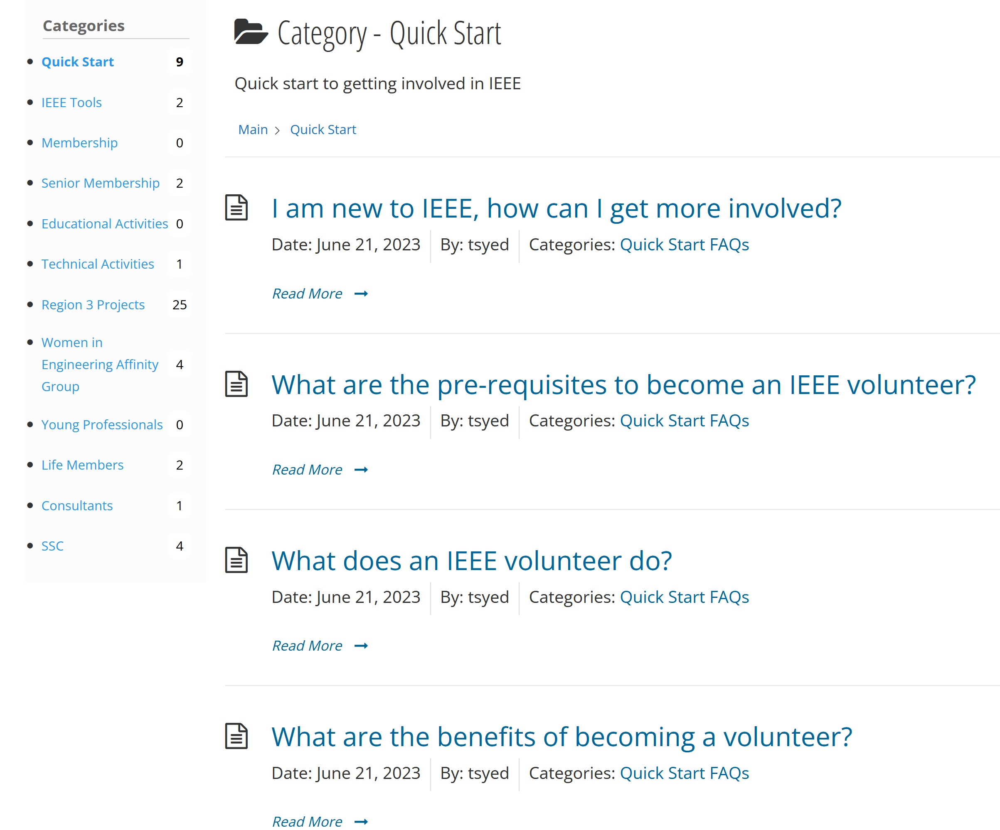 Categories
Quick Start 9
IEEE Tools 2
Membership 0
Senior Membership 2
Educational Activities 0
Technical Activities 1
Region 3 Projects 25
Women in
Engineering Affinity 4
Group
Young Professionals 0
Life Members 2
Consultants 1
SSC 4
Category - Quick Start
Quick start to getting involved in IEEE
Main > Quick Start
I am new to IEEE, how can I get more involved?
Date: June 21, 2023 By: tsyed Categories: Quick Start FAQs
Read More →
What are the pre-requisites to become an IEEE volunteer?
Date: June 21, 2023 By: tsyed Categories: Quick Start FAQs
Read More →
What does an IEEE volunteer do?
Date: June 21, 2023 By: tsyed Categories: Quick Start FAQs
Read More →
What are the benefits of becoming a volunteer?
Date: June 21, 2023 By: tsyed Categories: Quick Start FAQs
Read More →